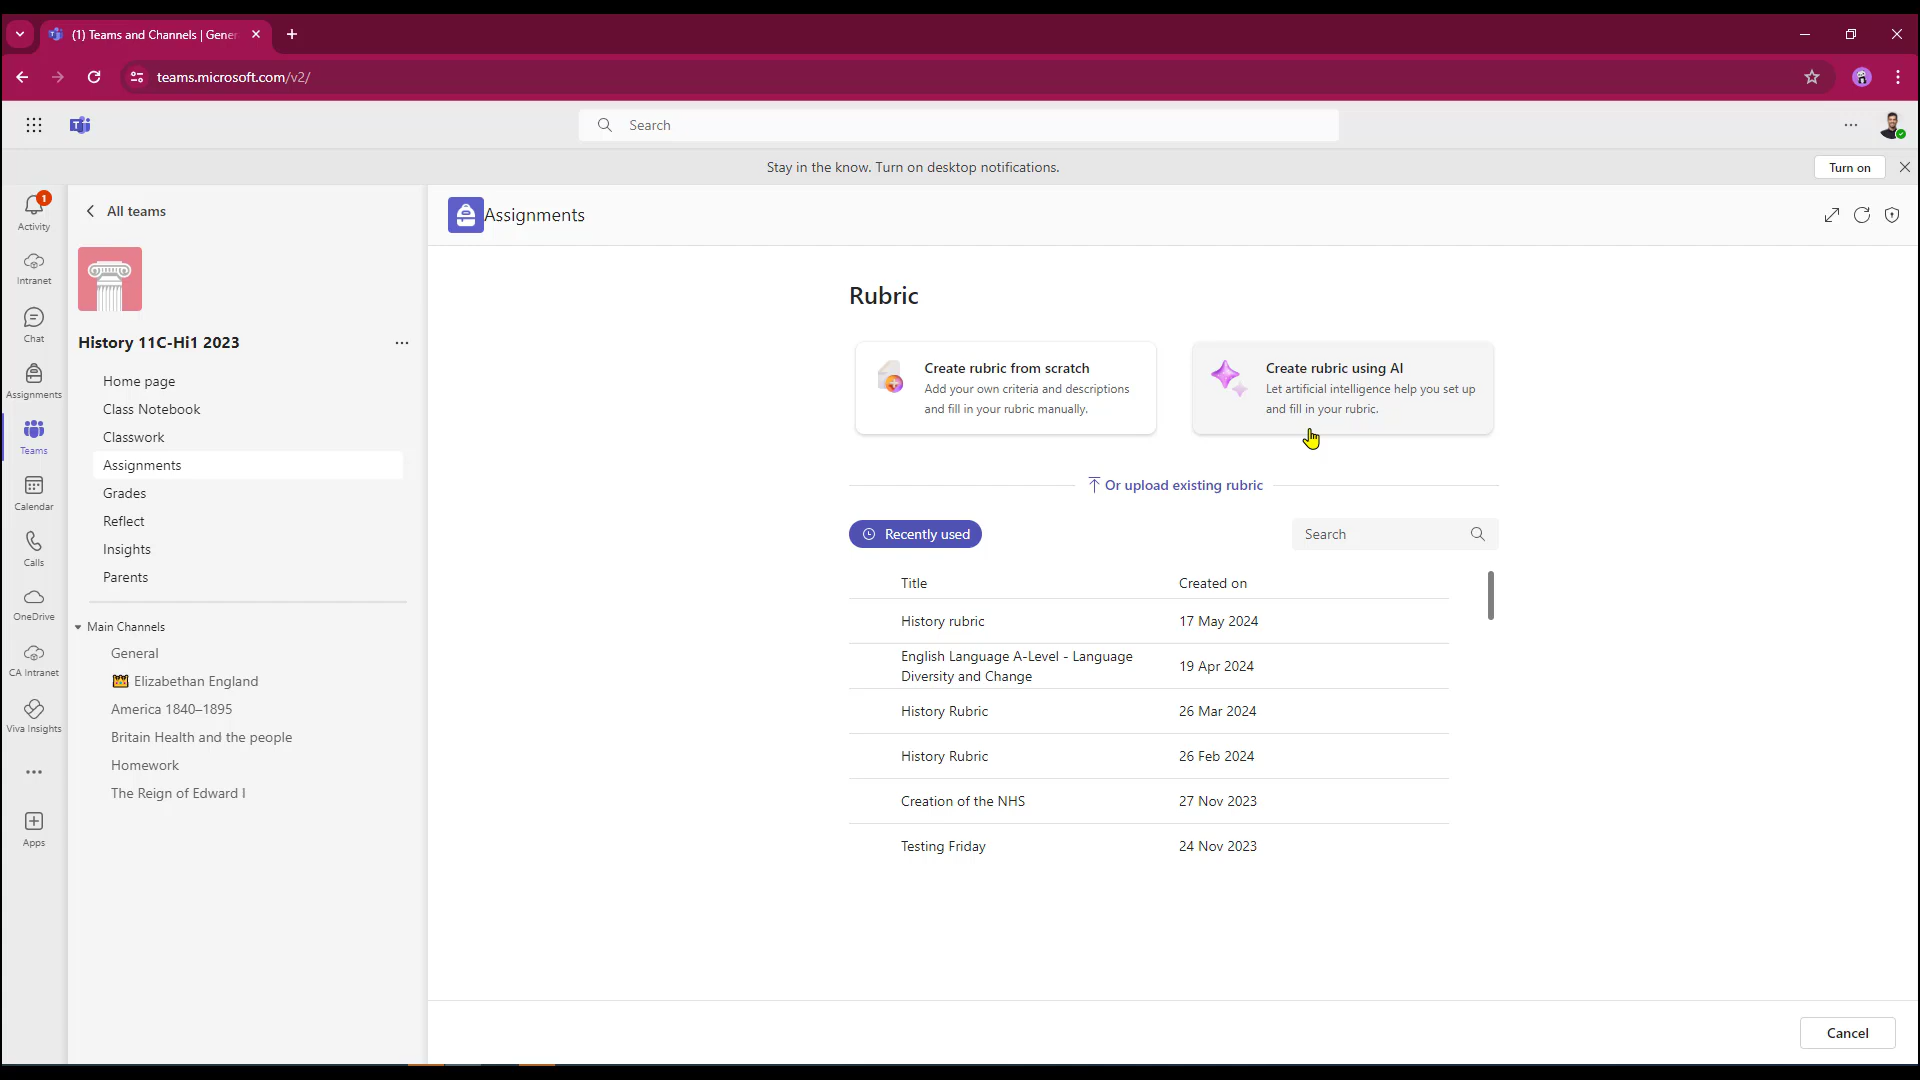 (1) Teams and Channels | Gener
teams.microsoft.com/v2/
Search
Stay in the know. Turn on desktop notifications.
Turn on
1
Activity
Intranet
Chat
Assignments
Teams
Calendar
Calls
OneDrive
CA Intranet
Viva Insights
Apps
All teams
History 11C-Hi1 2023
Home page
Class Notebook
Classwork
Assignments
Grades
Reflect
Insights
Parents
Main Channels
General
Elizabethan England
America 1840–1895
Britain Health and the people
Homework
The Reign of Edward I
Assignments
Rubric
Create rubric from scratch
Add your own criteria and descriptions
and fill in your rubric manually.
Create rubric using AI
Let artificial intelligence help you set up
and fill in your rubric.
Or upload existing rubric
Recently used
Search
Title Created on
History rubric 17 May 2024
English Language A-Level - Language
Diversity and Change 19 Apr 2024
History Rubric 26 Mar 2024
History Rubric 26 Feb 2024
Creation of the NHS 27 Nov 2023
Testing Friday 24 Nov 2023
Cancel